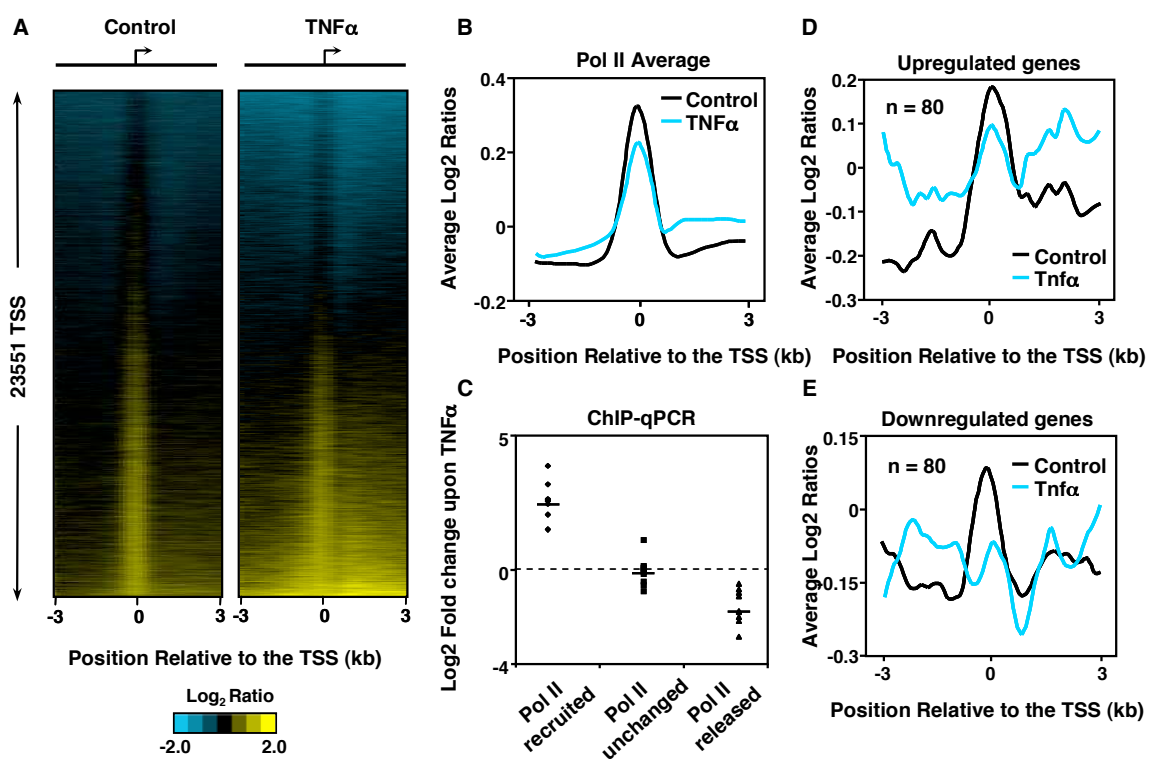 A
Control
TNFα
23551 TSS
-3
0
3
-3
0
3
Position Relative to the TSS (kb)
Log2 Ratio
-2.0
2.0
B
Pol II Average
Average Log2 Ratios
0.4
0.2
0
-0.2
Control
TNFα
-3
0
3
Position Relative to the TSS (kb)
C
ChIP-qPCR
Log2 Fold change upon TNFα
5
0
-4
Pol II
recruited
Pol II
unchanged
Pol II
released
D
Upregulated genes
n = 80
Average Log2 Ratios
0.2
0.1
0
-0.1
-0.2
-0.3
Control
Tnfα
-3
0
3
Position Relative to the TSS (kb)
E
Downregulated genes
n = 80
Average Log2 Ratios
0.15
0
-0.15
-0.3
Control
Tnfα
-3
0
3
Position Relative to the TSS (kb)